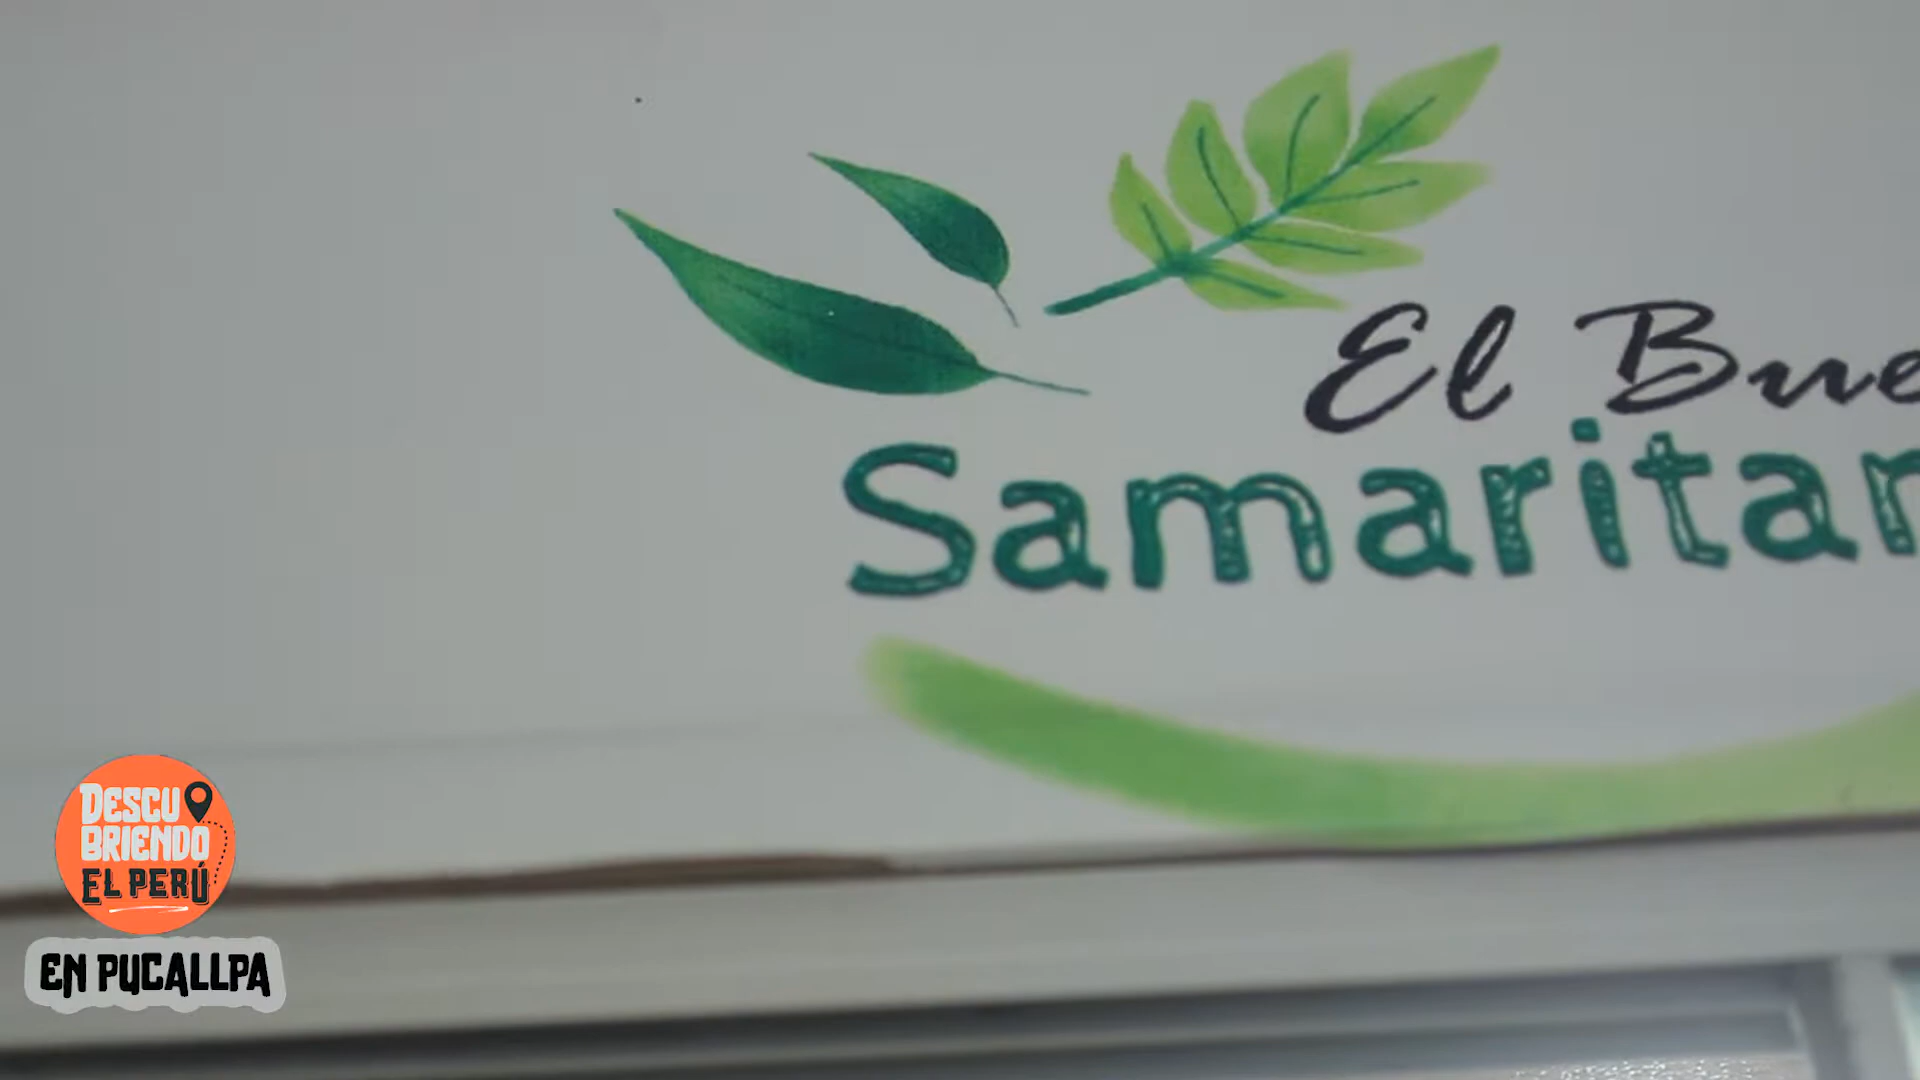 El Bue
Samaritan
DESCU
BRIENDO
EL PERÚ
EN PUCALLPA